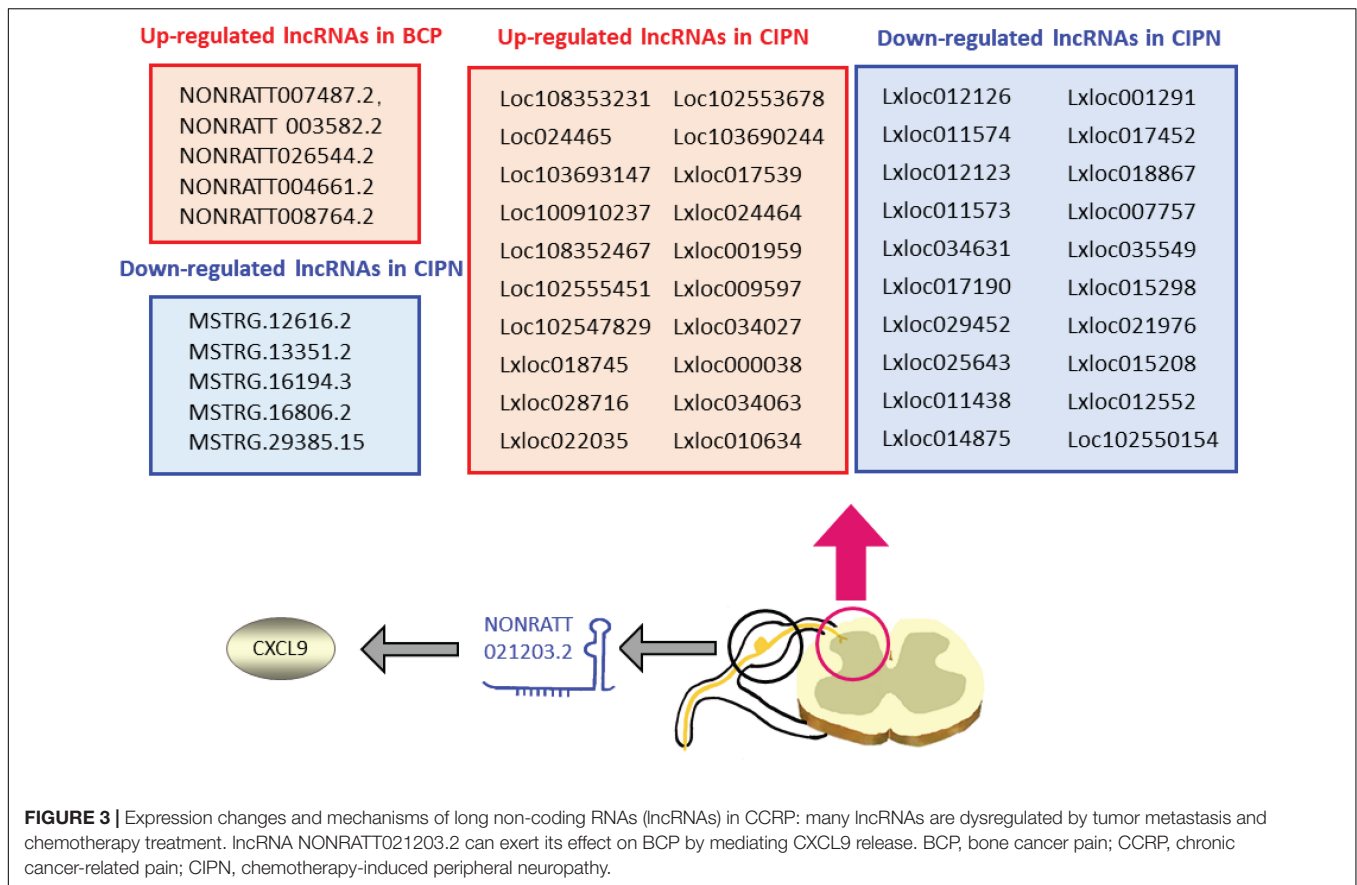 Up-regulated lncRNAs in BCP
NONRATT007487.2,
NONRATT 003582.2
NONRATT026544.2
NONRATT004661.2
NONRATT008764.2
Down-regulated lncRNAs in CIPN
MSTRG.12616.2
MSTRG.13351.2
MSTRG.16194.3
MSTRG.16806.2
MSTRG.29385.15
Up-regulated lncRNAs in CIPN
Loc108353231 Loc102553678
Loc024465 Loc103690244
Loc103693147 Lxloc017539
Loc100910237 Lxloc024464
Loc108352467 Lxloc001959
Loc102555451 Lxloc009597
Loc102547829 Lxloc034027
Lxloc018745 Lxloc000038
Lxloc028716 Lxloc034063
Lxloc022035 Lxloc010634
Down-regulated lncRNAs in CIPN
Lxloc012126 Lxloc001291
Lxloc011574 Lxloc017452
Lxloc012123 Lxloc018867
Lxloc011573 Lxloc007757
Lxloc034631 Lxloc035549
Lxloc017190 Lxloc015298
Lxloc029452 Lxloc021976
Lxloc025643 Lxloc015208
Lxloc011438 Lxloc012552
Lxloc014875 Loc102550154
CXCL9
NONRATT
021203.2
FIGURE 3 | Expression changes and mechanisms of long non-coding RNAs (lncRNAs) in CCRP: many lncRNAs are dysregulated by tumor metastasis and
chemotherapy treatment. lncRNA NONRATT021203.2 can exert its effect on BCP by mediating CXCL9 release. BCP, bone cancer pain; CCRP, chronic
cancer-related pain; CIPN, chemotherapy-induced peripheral neuropathy.